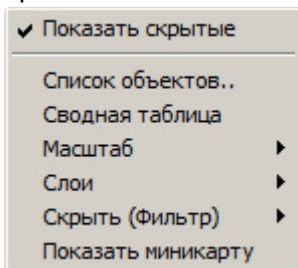 Показать скрытые
Список объектов..
Сводная таблица
Масштаб
Слои
Скрыть (Фильтр)
Показать миникарту